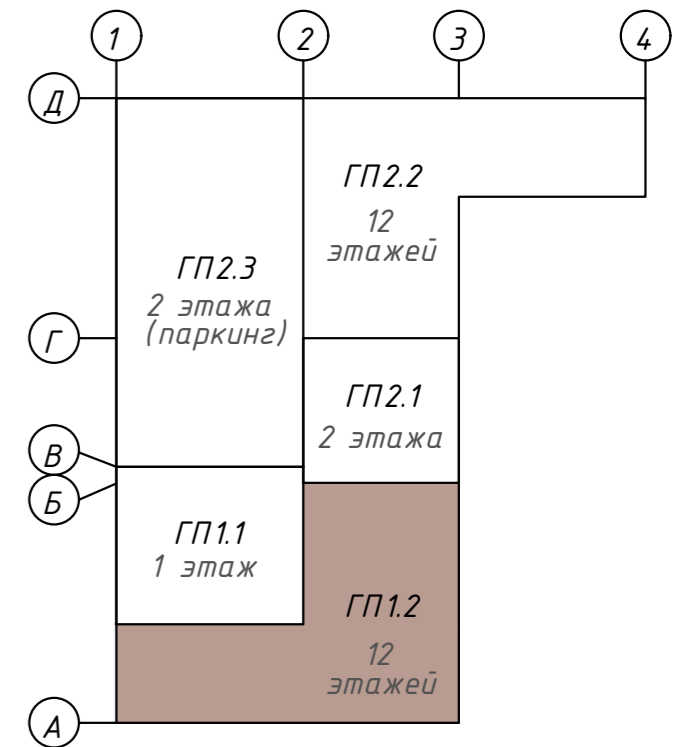 1 2 3 4
Д
ГП2.2
12
этажей
ГП2.3
2 этажа
(паркинг)
Г
ГП2.1
2 этажа
В
Б
ГП1.1
1 этаж
ГП1.2
12
этажей
А